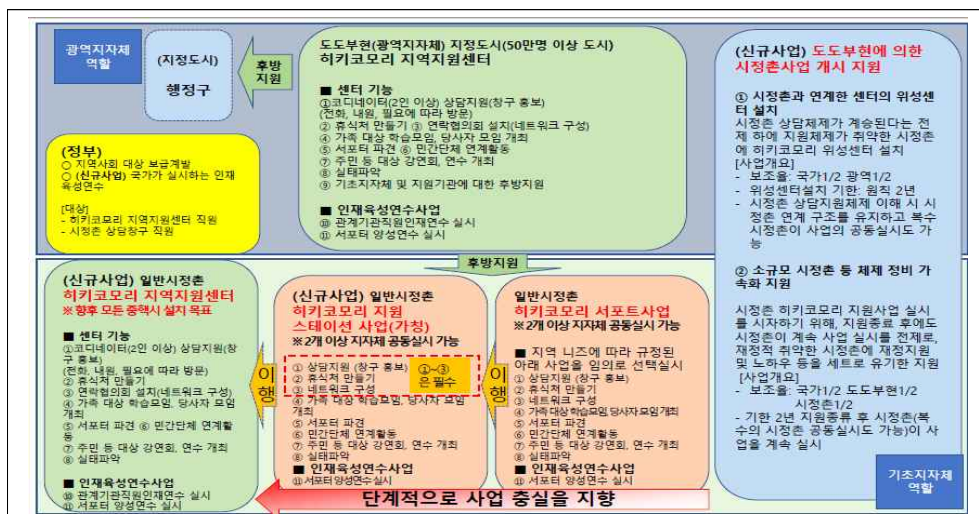 광역지자체
역할
(지정도시)
행정구
후방
지원
도도부현(광역지자체) 지정도시(50만명 이상 도시)
히키코모리 지역지원센터
■ 센터 기능
①코디네이터(2인 이상) 상담지원(창구 홍보)
(전화, 내원, 필요에 따라 방문)
② 휴식처 만들기 ③ 연락협의회 설치(네트워크 구성)
④ 가족 대상 학습모임, 당사자 모임
⑤ 서포터 파견 ⑥ 민간단체 연계활동
⑦ 주민 등 대상 강연회, 연수 개최
⑧ 실태파악
⑨ 기초지자체 및 지원기관에 대한 후방지원
■ 인재육성연수사업
⑩ 관계기관직원인재연수 실시
⑪ 서포터 양성연수 실시
(정부)
○ 지역사회 대상 보급계발
○ (신규사업) 국가가 실시하는 인재
육성연수
[대상]
- 히키코모리 지역지원센터 직원
- 시정촌 상담창구 직원
(신규사업) 도도부현에 의한
시정촌사업 개시 지원
① 시정촌과 연계한 센터의 위성센
터 설치
시정촌 상담체제가 계승된다는 전
제 하에 지원체제가 취약한 시정촌
에 히키코모리 위성센터 설치
[사업개요]
- 보조율: 국가1/2 광역1/2
- 위성센터설치 기한: 원칙 2년
- 시정촌 상담지원체제 이해 시 시
정촌 연계 구조를 유지하고 복수
시정촌이 사업의 공동실시도 가
능
② 소규모 시정촌 등 체제 정비 가
속화 지원
시정촌 히키코모리 지원사업 실시
를 시작하기 위해, 지원종료 후에도
시정촌이 계속 사업 실시를 전제로,
재정적 취약한 시정촌에 재정지원
및 노하우 등을 세트로 유기한 지원
[사업개요]
- 보조율: 국가1/2 도도부현1/2
시정촌1/2
- 기한 2년 지원종류 후 시정촌(복
수의 시정촌 공동실시도 가능)이 사
업을 계속 실시
기초지자체
역할
후방지원
(신규사업) 일반시정촌
히키코모리 지역지원센터
※ 향후 모든 중핵시 설치 목표
■ 센터 기능
①코디네이터(2인 이상) 상담지원(창
구 홍보)
(전화, 내원, 필요에 따라 방문)
② 휴식처 만들기
③ 연락협의회 설치(네트워크 구성)
④ 가족 대상 학습모임, 당사자 모임
⑤ 서포터 파견 ⑥ 민간단체 연계활
동
⑦ 주민 등 대상 강연회, 연수 개최
⑧ 실태파악
■ 인재육성연수사업
⑩ 관계기관직원인재연수 실시
⑪ 서포터 양성연수 실시
이
행
(신규사업) 일반시정촌
히키코모리 지원
스테이션 사업(가칭)
※2개 이상 지자체 공동실시 가능
① 상담지원 (창구 홍보)
② 휴식처 만들기
③ 네트워크 구성
①~③
은 필수
④ 가족 대상 학습모임, 당사자 모임
개최
⑤ 서포터 파견
⑥ 민간단체 연계활동
⑦ 주민 등 대상 강연회, 연수 개최
⑧ 실태파악
■ 인재육성연수사업
⑪서포터 양성연수 실시
이
행
일반시정촌
히키코모리 서포트사업
※2개 이상 지자체 공동실시 가능
■ 지역 니즈에 따라 규정된
아래 사업을 임의로 선택실시
① 상담지원 (창구 홍보)
② 휴식처 만들기
③ 네트워크 구성
④ 가족 대상 학습모임, 당사자 모임 개최
⑤ 서포터 파견
⑥ 민간단체 연계활동
⑦ 주민 등 대상 강연회, 연수 개최
⑧ 실태파악
■ 인재육성연수사업
⑪ 서포터 양성연수 실시
단계적으로 사업 충실을 지향